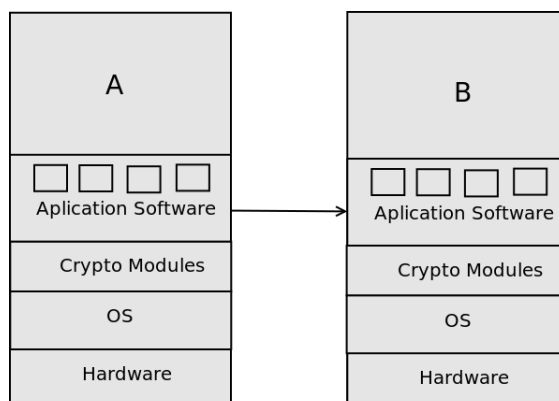 A
Aplication Software
Crypto Modules
OS
Hardware
B
Aplication Software
Crypto Modules
OS
Hardware